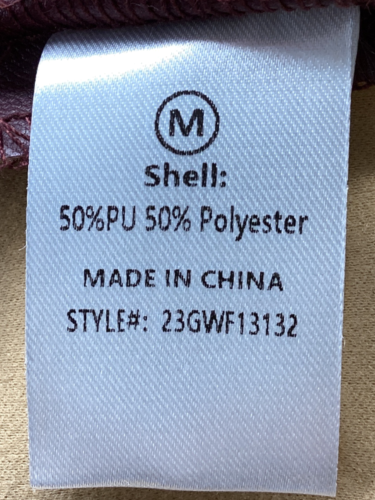 M
Shell:
50%PU 50% Polyester
MADE IN CHINA
STYLE#: 23GWF13132